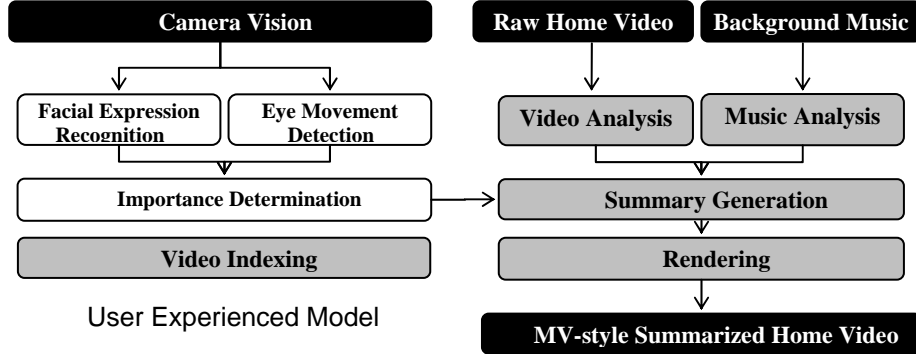 Camera Vision
Raw Home Video
Background Music
Facial Expression
Recognition
Eye Movement
Detection
Video Analysis
Music Analysis
Importance Determination
Summary Generation
Video Indexing
Rendering
User Experienced Model
MV-style Summarized Home Video